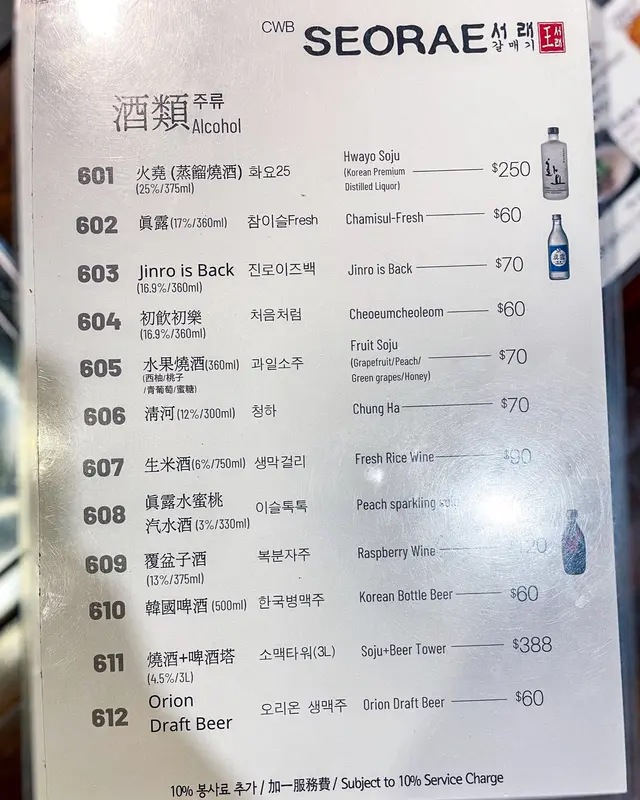 CWB SEORAE 서래 갈매기 王 서래
酒類 주류 Alcohol
601 火堯 (蒸餾燒酒) 화요25 Hwayo Soju $250
(25%/375ml) (Korean Premium
Distilled Liquor)
602 眞露 (17%/360ml) 참이슬Fresh Chamisul-Fresh $60
603 Jinro is Back 진로이즈백 Jinro is Back $70
(16.9%/360ml)
604 初飲初樂 처음처럼 Cheoeumcheoleom $60
(16.9%/360ml)
605 水果燒酒(360ml) 과일소주 Fruit Soju $70
(西柚/桃子 (Grapefruit/Peach/
/青葡萄/蜜糖) Green grapes/Honey)
606 淸河 (12%/300ml) 청하 Chung Ha $70
607 生米酒 (6%/750ml) 생막걸리 Fresh Rice Wine $90
608 眞露水蜜桃 이슬톡톡 Peach sparkling
汽水酒 (3%/330ml)
609 覆盆子酒 복분자주 Raspberry Wine
(13%/375ml)
610 韓國啤酒 (500ml) 한국병맥주 Korean Bottle Beer $60
611 燒酒+啤酒塔 소맥타워(3L) Soju+Beer Tower $388
(4.5%/3L)
612 Orion 오리온 생맥주 Orion Draft Beer $60
Draft Beer
10% 봉사료 추가 / 加一服務費 / Subject to 10% Service Charge